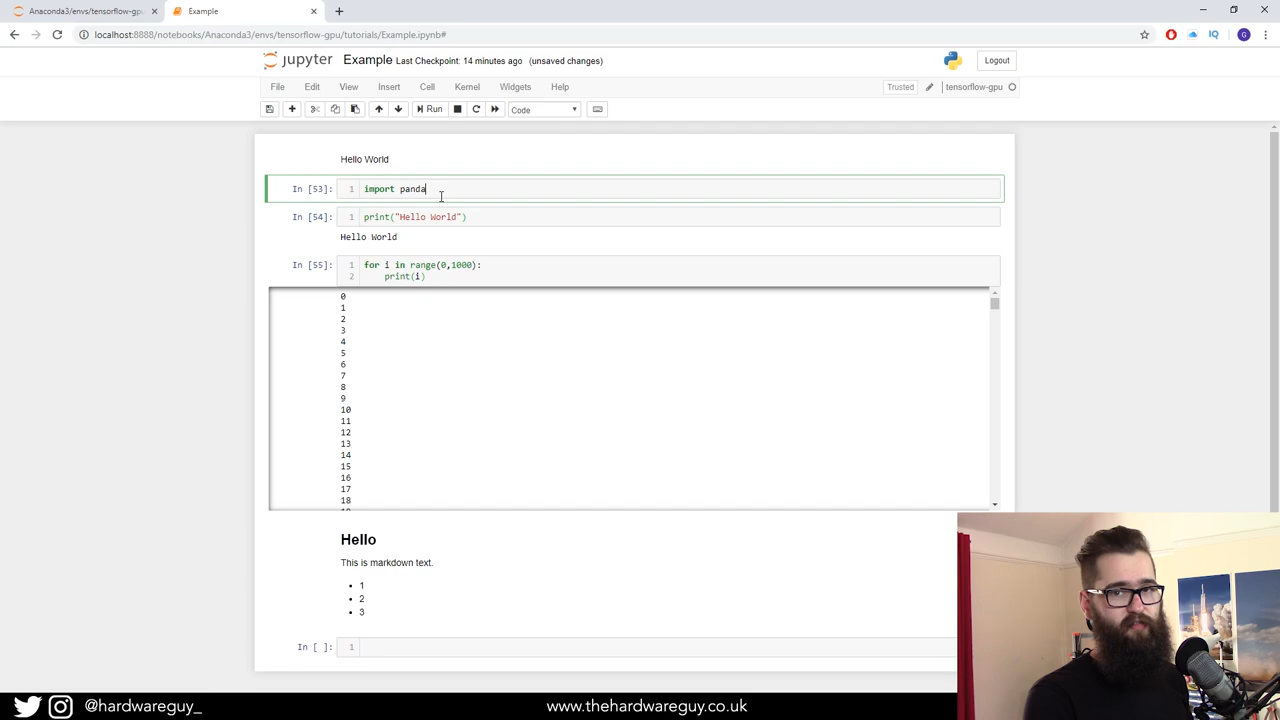 Anaconda3/envs/tensorflow-gpu
Example
localhost:8888/notebooks/Anaconda3/envs/tensorflow-gpu/tutorials/Example.ipynb#
IQ
G
jupyter Example Last Checkpoint: 14 minutes ago (unsaved changes)
Logout
File Edit View Insert Cell Kernel Widgets Help
Trusted
tensorflow-gpu
Run
Code
Hello World
In [53]: 1 import panda
In [54]: 1 print("Hello World")
Hello World
In [55]: 1 for i in range(0,1000):
2 print(i)
0
1
2
3
4
5
6
7
8
9
10
11
12
13
14
15
16
17
18
Hello
This is markdown text.
1
2
3
In [ ]: 1
@hardwareguy_
www.thehardwareguy.co.uk